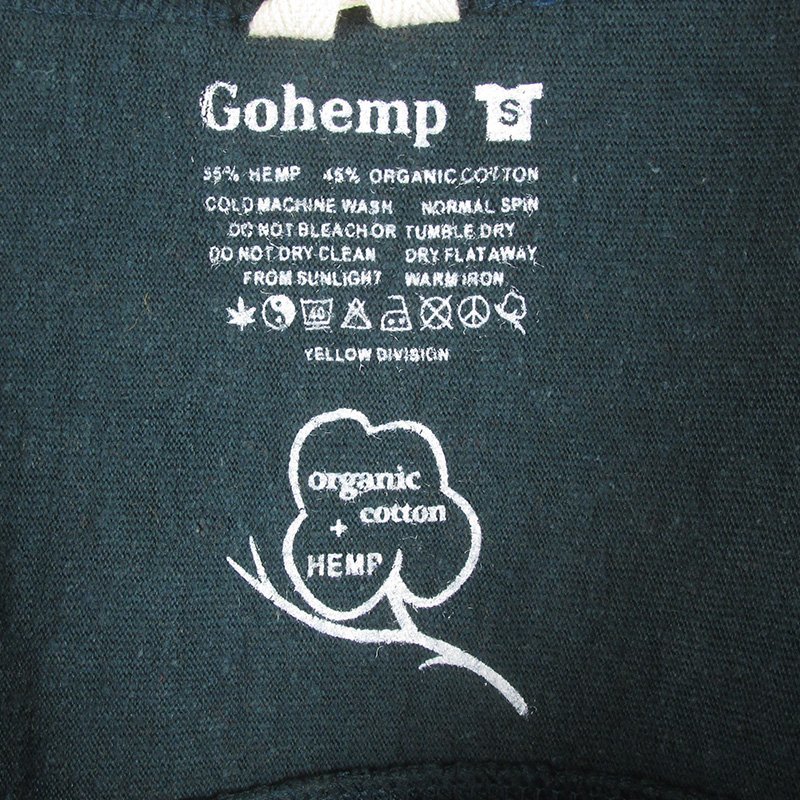 Gohemp S
55% HEMP 45% ORGANIC COTTON
COLD MACHINE WASH NORMAL SPIN
DO NOT BLEACH OR TUMBLE DRY
DO NOT DRY CLEAN DRY FLAT AWAY
FROM SUNLIGHT WARM IRON
40
YELLOW DIVISION
organic
cotton
+
HEMP